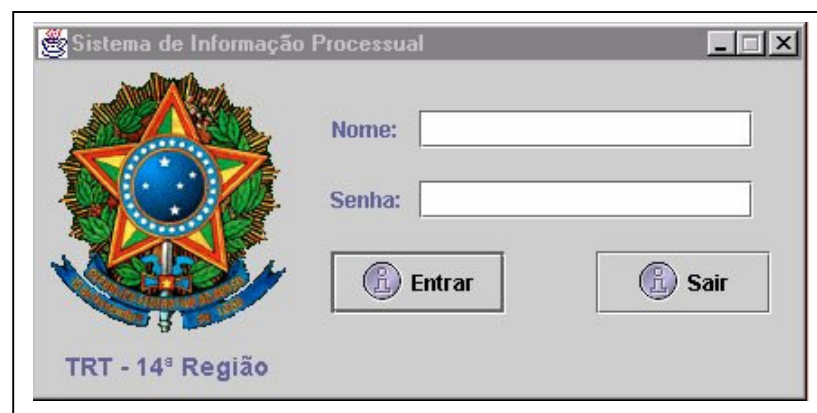 Sistema de Informação Processual
Nome:
Senha:
Entrar
Sair
TRT - 14ª Região